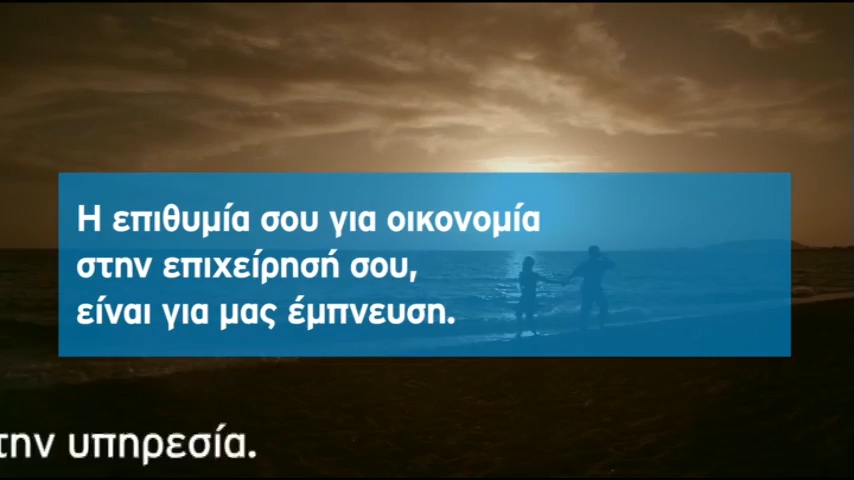 Η επιθυμία σου για οικονομία
στην επιχείρησή σου,
είναι για μας έμπνευση.
την υπηρεσία.